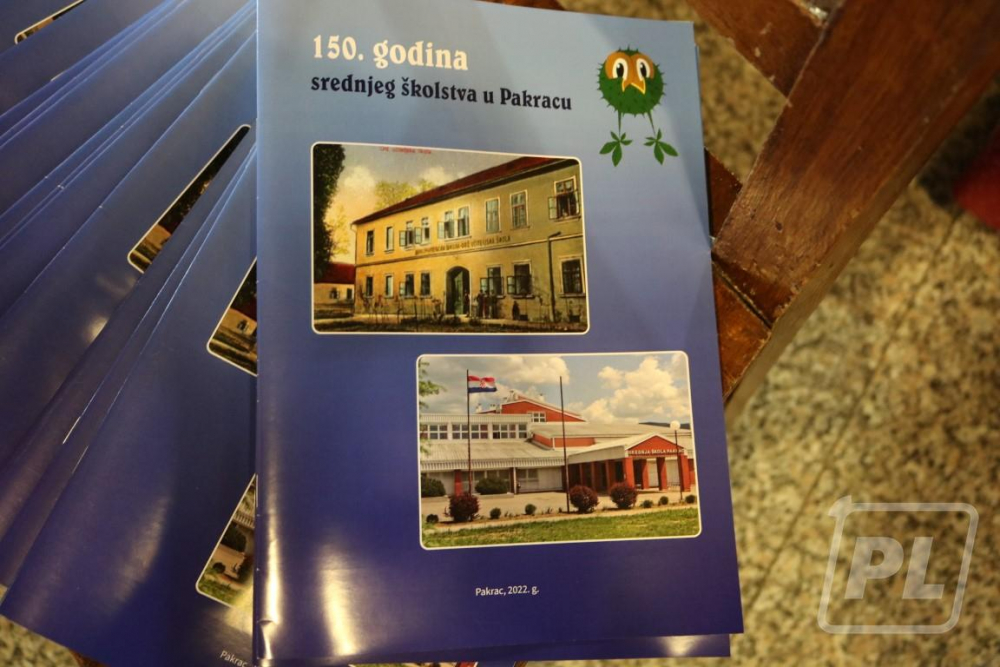 150. godina
srednjeg školstva u Pakracu
SREDNJA ŠKOLA
Pakrac, 2022. g.
Pakrac,
PL